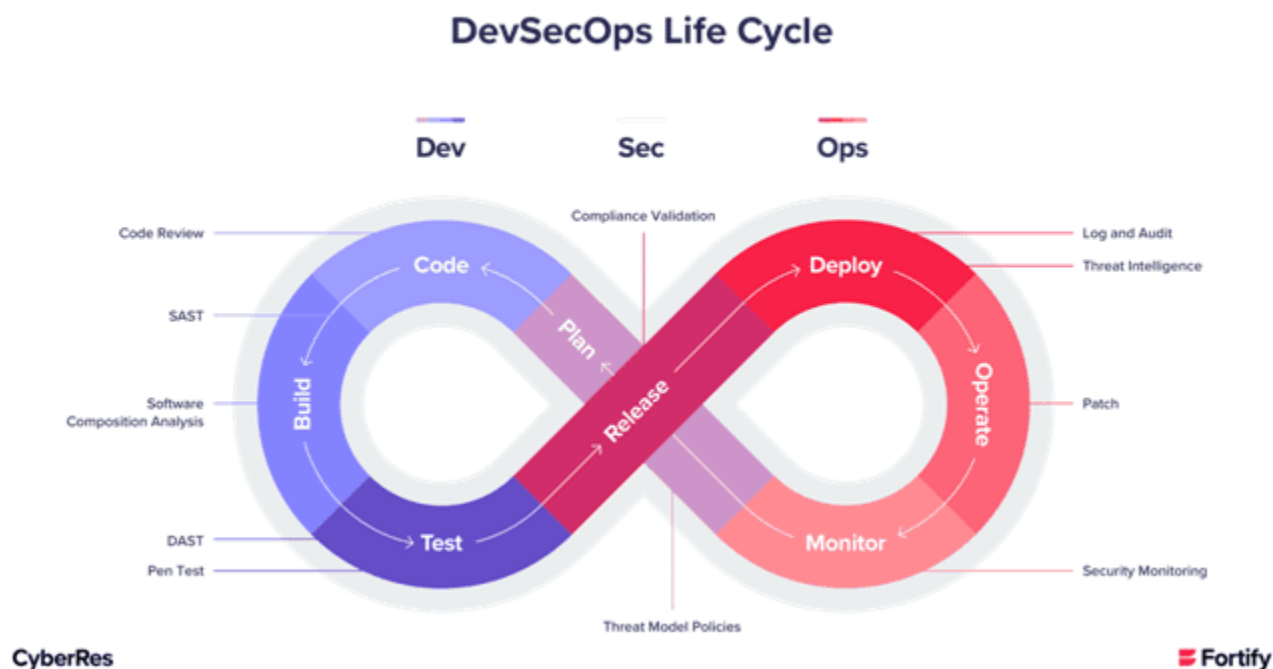 DevSecOps Life Cycle
Dev
Sec
Ops
Compliance Validation
Code Review
SAST
Software
Composition Analysis
DAST
Pen Test
Code
Plan
Build
Test
Release
Deploy
Operate
Monitor
Log and Audit
Threat Intelligence
Patch
Security Monitoring
Threat Model Policies
CyberRes
Fortify